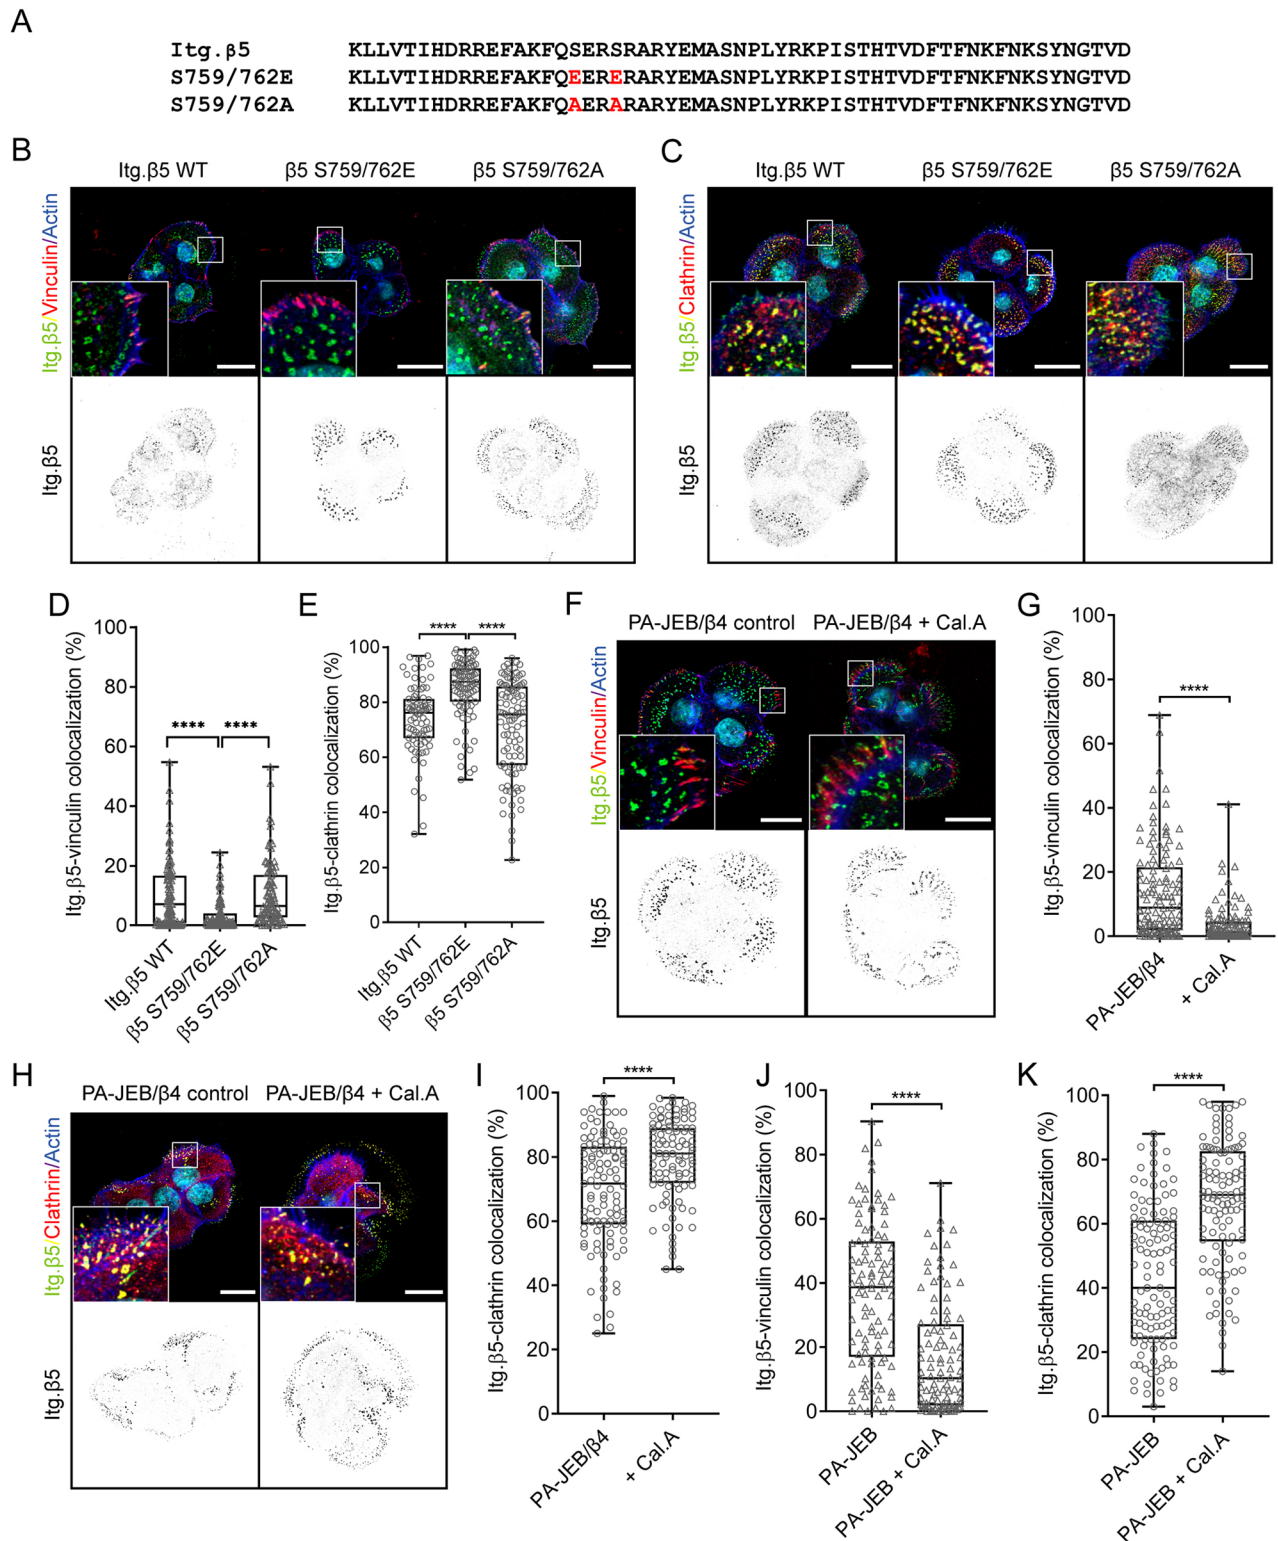 A
Itg.β5 KLLVTIHDRREFAKFQSERSRARYEMASNPLYRKPISTHTVDFTFNKFNKSYNGTVD
S759/762E KLLVTIHDRREFAKFQEERERARYEMASNPLYRKPISTHTVDFTFNKFNKSYNGTVD
S759/762A KLLVTIHDRREFAKFQAERARARYEMASNPLYRKPISTHTVDFTFNKFNKSYNGTVD
B
Itg.β5 WT β5 S759/762E β5 S759/762A
Itg.β5/Vinculin/Actin
Itg.β5
C
Itg.β5 WT β5 S759/762E β5 S759/762A
Itg.β5/Clathrin/Actin
Itg.β5
D
Itg.β5-vinculin colocalization (%)
100
80
60
40
20
0
**** ****
Itg.β5 WT
β5 S759/762E
β5 S759/762A
E
Itg.β5-clathrin colocalization (%)
100
80
60
40
20
0
**** ****
Itg.β5 WT
β5 S759/762E
β5 S759/762A
F
PA-JEB/β4 control PA-JEB/β4 + Cal.A
Itg.β5/Vinculin/Actin
Itg.β5
G
Itg.β5-vinculin colocalization (%)
100
80
60
40
20
0
****
PA-JEB/β4
+ Cal.A
H
PA-JEB/β4 control PA-JEB/β4 + Cal.A
Itg.β5/Clathrin/Actin
Itg.β5
I
Itg.β5-clathrin colocalization (%)
100
80
60
40
20
0
****
PA-JEB/β4
+ Cal.A
J
Itg.β5-vinculin colocalization (%)
100
80
60
40
20
0
****
PA-JEB
PA-JEB + Cal.A
K
Itg.β5-clathrin colocalization (%)
100
80
60
40
20
0
****
PA-JEB
PA-JEB + Cal.A